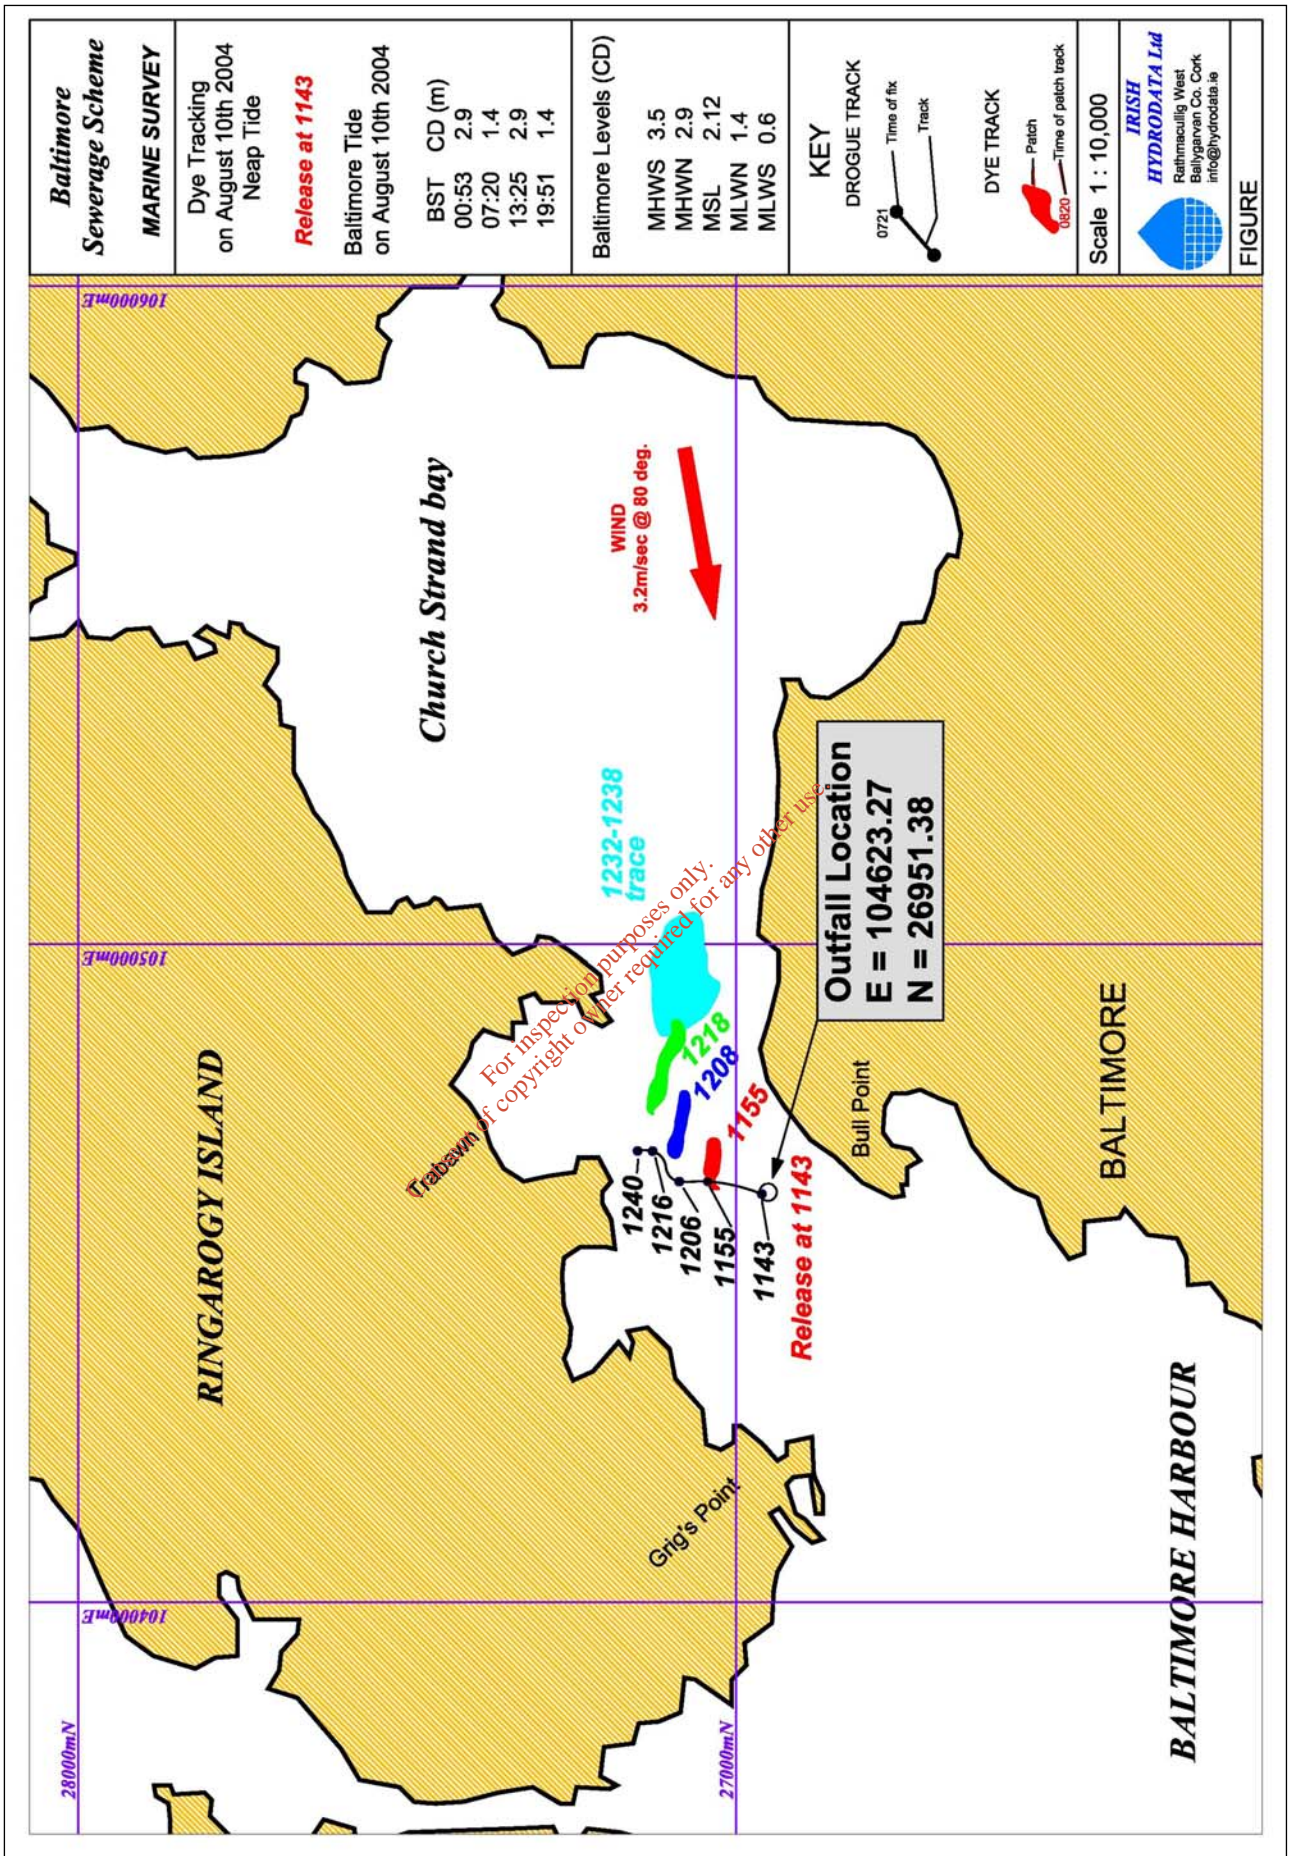 Baltimore
Sewerage Scheme
MARINE SURVEY
Dye Tracking
on August 10th 2004
Neap Tide
Release at 1143
Baltimore Tide
on August 10th 2004
BST CD (m)
00:53 2.9
07:20 1.4
13:25 2.9
19:51 1.4
Baltimore Levels (CD)
MHWS 3.5
MHWN 2.9
MSL 2.12
MLWN 1.4
MLWS 0.6
KEY
DROGUE TRACK
0721
Time of fix
Track
DYE TRACK
Patch
0820
Time of patch track
Scale 1 : 10,000
IRISH
HYDRODATA Ltd
Rathmacullig West
Ballygarvan Co. Cork
info@hydrodata.ie
FIGURE
28000mN
27000mN
104000mE
105000mE
106000mE
RINGAROGY ISLAND
Church Strand bay
WIND
3.2m/sec @ 80 deg.
1232-1238
trace
Trabawn
For inspection purposes only.
of copyright owner required for any other use.
1240
1216
1206
1155
1143
1218
1208
1155
Release at 1143
Outfall Location
E = 104623.27
N = 26951.38
Bull Point
Grig's Point
BALTIMORE
BALTIMORE HARBOUR